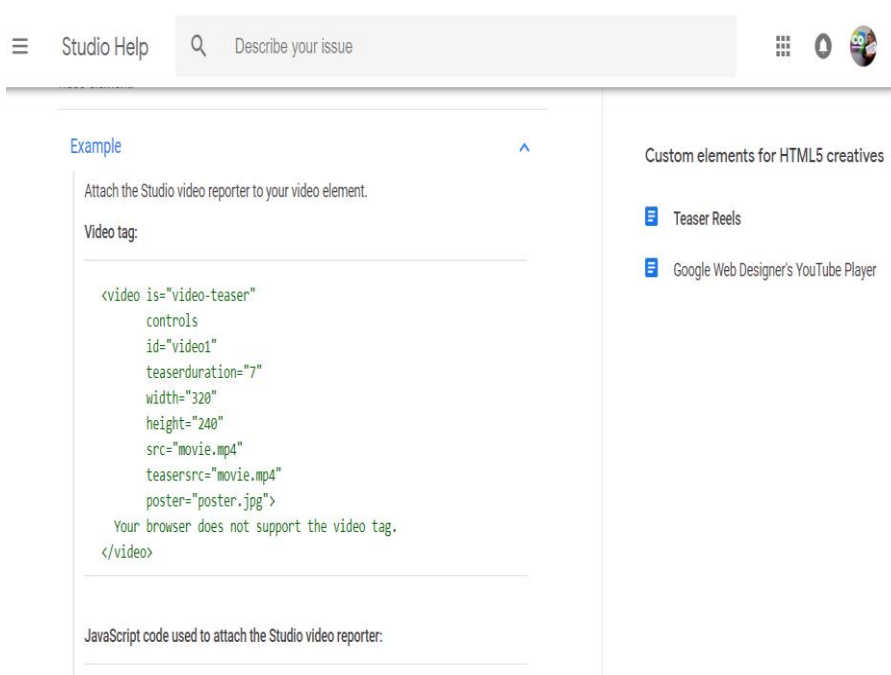 Studio Help
Describe your issue
Example
Attach the Studio video reporter to your video element.
Video tag:
<video is="video-teaser"
controls
id="video1"
teaserduration="7"
width="320"
height="240"
src="movie.mp4"
teasersrc="movie.mp4"
poster="poster.jpg">
Your browser does not support the video tag.
</video>
JavaScript code used to attach the Studio video reporter:
Custom elements for HTML5 creatives
Teaser Reels
Google Web Designer's YouTube Player